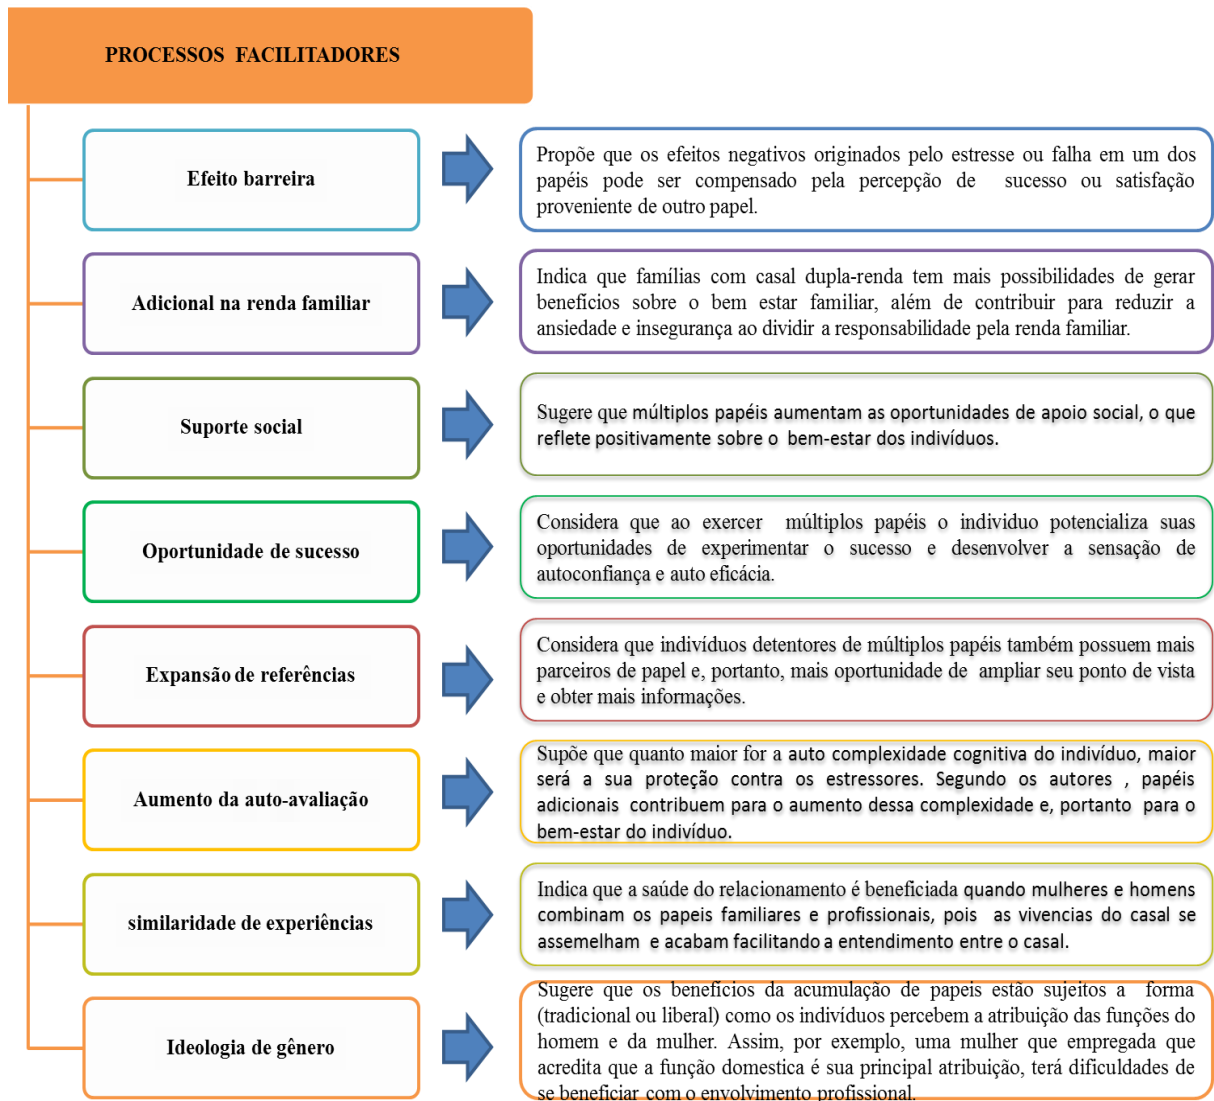 PROCESSOS FACILITADORES
Efeito barreira
Propõe que os efeitos negativos originados pelo estresse ou falha em um dos
papéis pode ser compensado pela percepção de sucesso ou satisfação
proveniente de outro papel.
Adicional na renda familiar
Indica que famílias com casal dupla-renda tem mais possibilidades de gerar
benefícios sobre o bem estar familiar, além de contribuir para reduzir a
ansiedade e insegurança ao dividir a responsabilidade pela renda familiar.
Suporte social
Sugere que múltiplos papéis aumentam as oportunidades de apoio social, o que
reflete positivamente sobre o bem-estar dos indivíduos.
Oportunidade de sucesso
Considera que ao exercer múltiplos papéis o individuo potencializa suas
oportunidades de experimentar o sucesso e desenvolver a sensação de
autoconfiança e auto eficácia.
Expansão de referências
Considera que indivíduos detentores de múltiplos papéis também possuem mais
parceiros de papel e, portanto, mais oportunidade de ampliar seu ponto de vista
e obter mais informações.
Aumento da auto-avaliação
Supõe que quanto maior for a auto complexidade cognitiva do indivíduo, maior
será a sua proteção contra os estressores. Segundo os autores , papéis
adicionais contribuem para o aumento dessa complexidade e, portanto para o
bem-estar do indivíduo.
similaridade de experiências
Indica que a saúde do relacionamento é beneficiada quando mulheres e homens
combinam os papeis familiares e profissionais, pois as vivencias do casal se
assemelham e acabam facilitando a entendimento entre o casal.
Ideologia de gênero
Sugere que os benefícios da acumulação de papeis estão sujeitos a forma
(tradicional ou liberal) como os indivíduos percebem a atribuição das funções do
homem e da mulher. Assim, por exemplo, uma mulher que empregada que
acredita que a função domestica é sua principal atribuição, terá dificuldades de
se beneficiar com o envolvimento profissional.